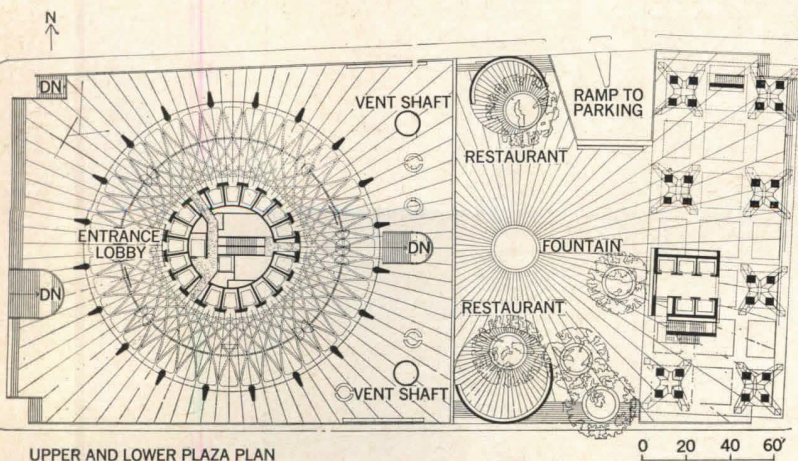 N
DN
VENT SHAFT
RAMP TO
PARKING
RESTAURANT
ENTRANCE
LOBBY
DN
FOUNTAIN
DN
RESTAURANT
VENT SHAFT
UPPER AND LOWER PLAZA PLAN
0 20 40 60'